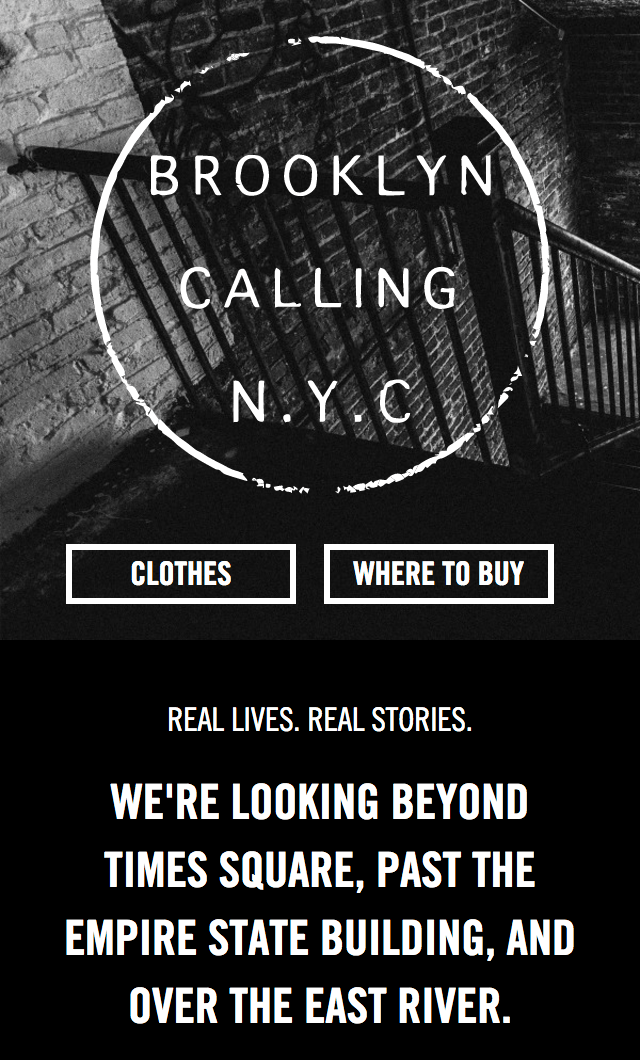 BROOKLYN
CALLING
N.Y.C
CLOTHES
WHERE TO BUY
REAL LIVES. REAL STORIES.
WE'RE LOOKING BEYOND
TIMES SQUARE, PAST THE
EMPIRE STATE BUILDING, AND
OVER THE EAST RIVER.